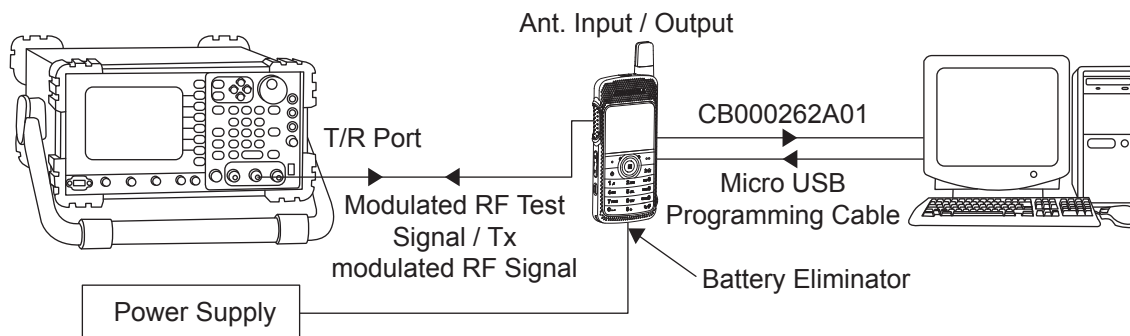 Ant. Input / Output
T/R Port
CB000262A01
Modulated RF Test
Signal / Tx
modulated RF Signal
Micro USB
Programming Cable
Battery Eliminator
Power Supply